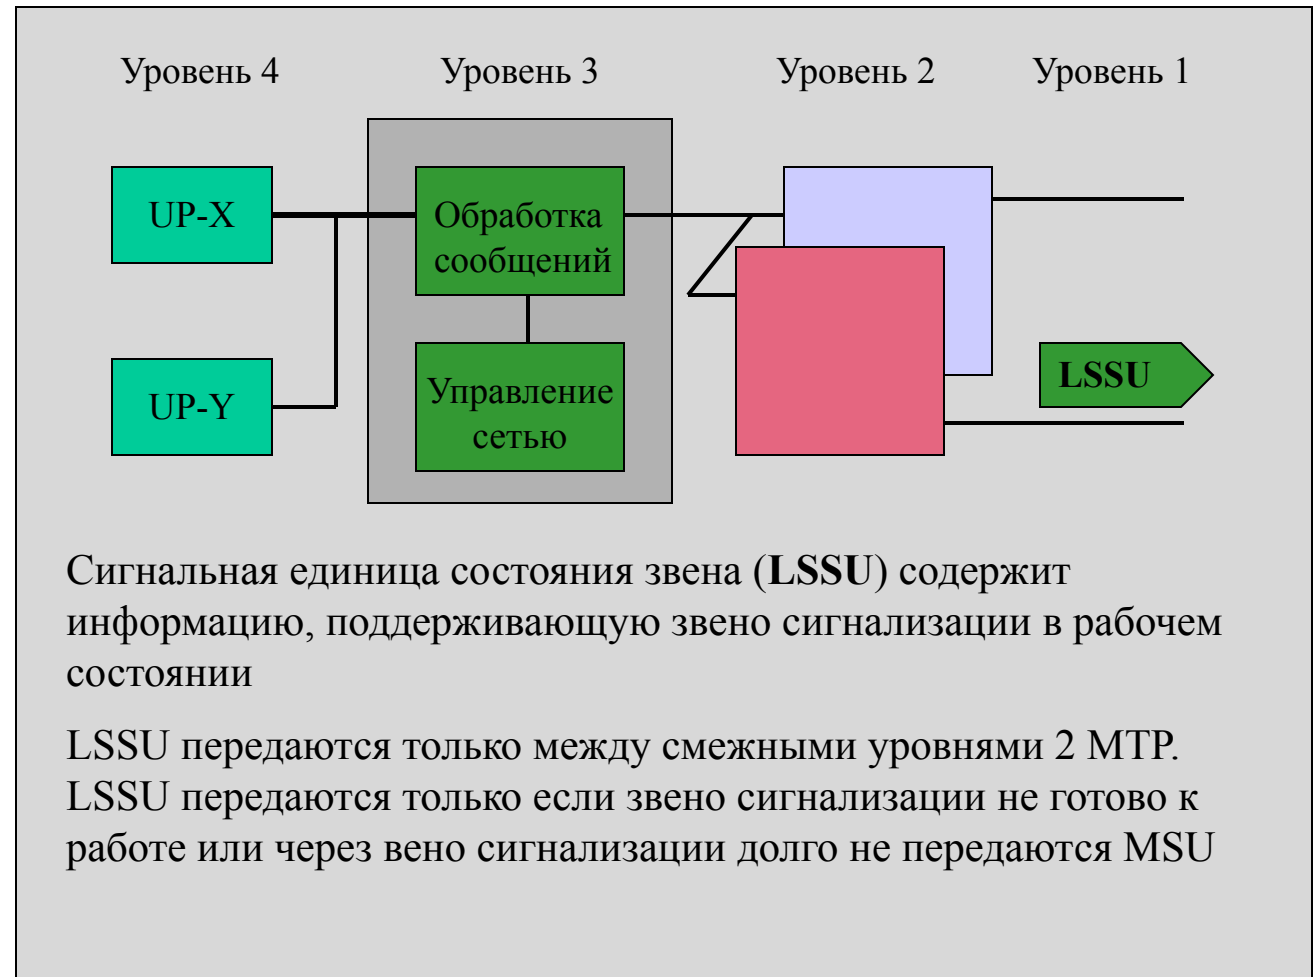 Уровень 4 Уровень 3 Уровень 2 Уровень 1
UP-X
Обработка
сообщений
UP-Y
Управление
сетью
LSSU
Сигнальная единица состояния звена (LSSU) содержит
информацию, поддерживающую звено сигнализации в рабочем
состоянии
LSSU передаются только между смежными уровнями 2 MTP.
LSSU передаются только если звено сигнализации не готово к
работе или через вено сигнализации долго не передаются MSU